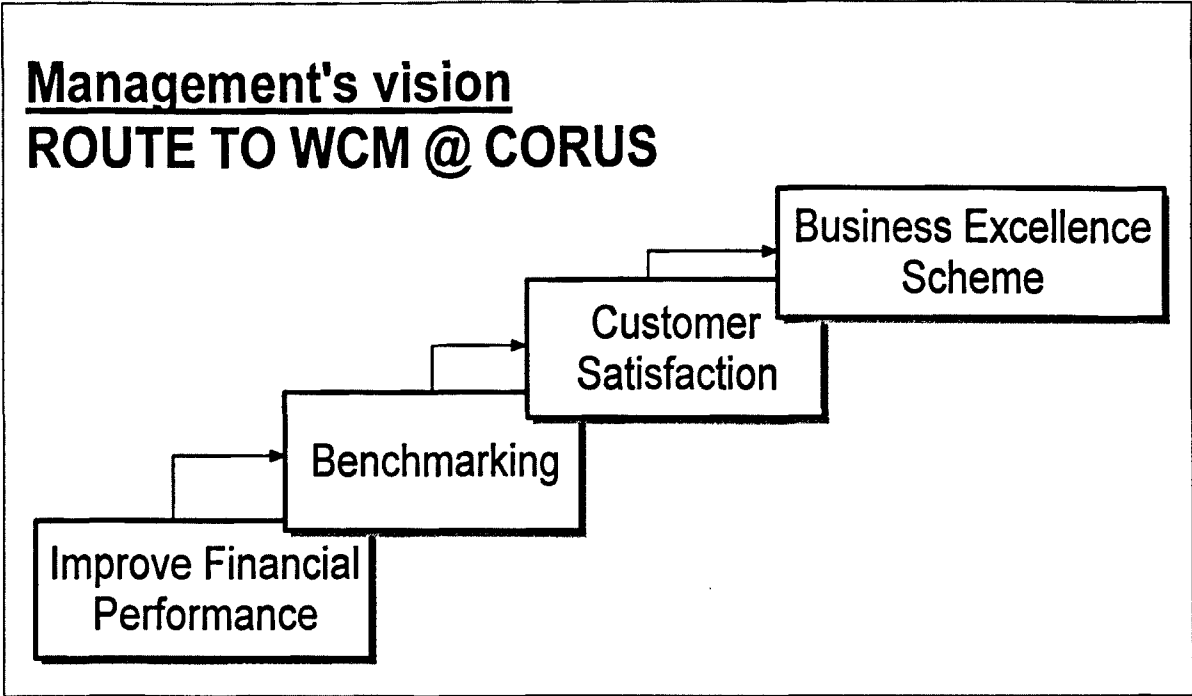 Management's vision
ROUTE TO WCM @ CORUS
Business Excellence
Scheme
Customer
Satisfaction
Benchmarking
Improve Financial
Performance